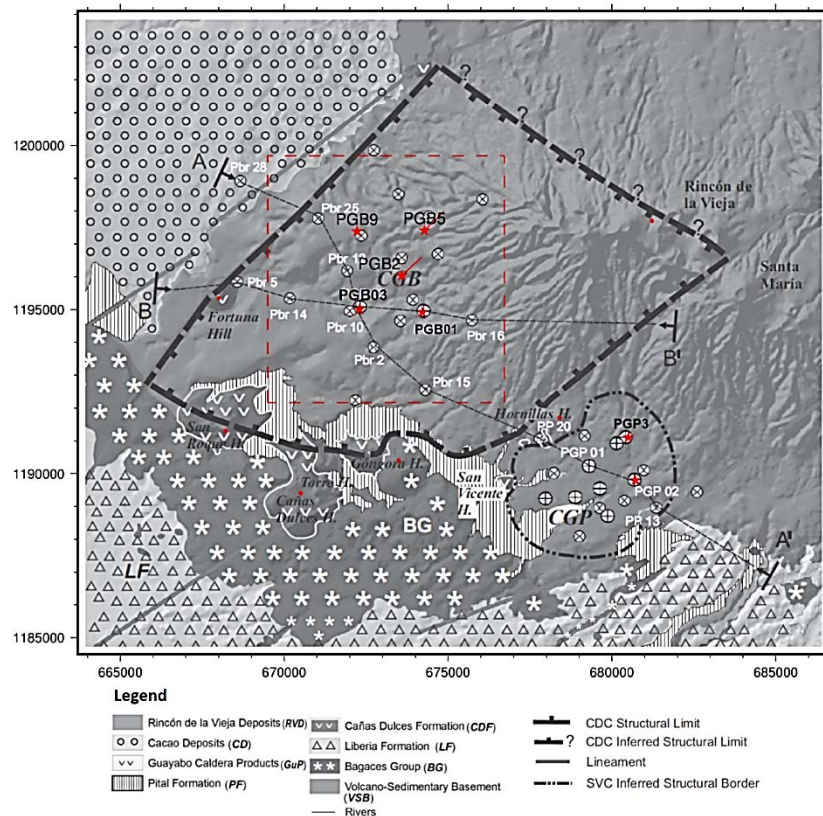 1200000
1195000
1190000
1185000
665000
670000
675000
680000
685000
A
Pbr 28
Pbr 25
PGB9
PGB5
?
?
?
?
?
Rincón de
la Vieja
Santa
María
PGB2
CGB
Pbr 5
PGB03
B
Fortuna
Hill
Pbr 14
Pbr 10
PGB01
Pbr 16
B'
Pbr 2
Pbr 15
Hornillas H.
PP 20
PGP3
PGP 01
San
Roque H.
Góngora H.
Torre H.
San
Vicente
H.
Cañas
Dulces H.
PGP 02
CGP
PP 13
BG
A'
LF
Legend
Rincón de la Vieja Deposits (RVD)
Cacao Deposits (CD)
Guayabo Caldera Products (GuP)
Pital Formation (PF)
Cañas Dulces Formation (CDF)
Liberia Formation (LF)
Bagaces Group (BG)
Volcano-Sedimentary Basement
(VSB)
Rivers
CDC Structural Limit
? CDC Inferred Structural Limit
Lineament
SVC Inferred Structural Border